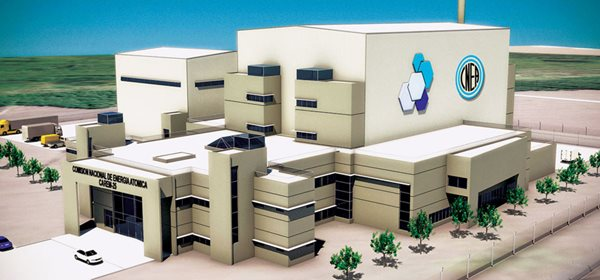 CNEA
COMISION NACIONAL DE ENERGIA ATOMICA
CAREM-25